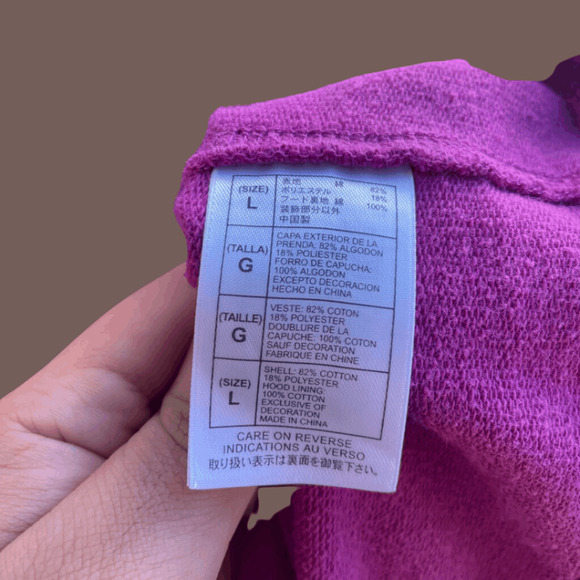 (SIZE)
L
表地 綿 82%
ポリエステル 18%
フード裏地 綿 100%
装飾部分以外
中国製
(TALLA)
G
CAPA EXTERIOR DE LA
PRENDA: 82% ALGODON
18% POLIESTER
FORRO DE CAPUCHA:
100% ALGODON
EXCEPTO DECORACION
HECHO EN CHINA
(TAILLE)
G
VESTE: 82% COTON
18% POLYESTER
DOUBLURE DE LA
CAPUCHE: 100% COTON
SAUF DECORATION
FABRIQUE EN CHINE
(SIZE)
L
SHELL: 82% COTTON
18% POLYESTER
HOOD LINING:
100% COTTON
EXCLUSIVE OF
DECORATION
MADE IN CHINA
CARE ON REVERSE
INDICATIONS AU VERSO
取り扱い表示は裏面を御覧下さい。